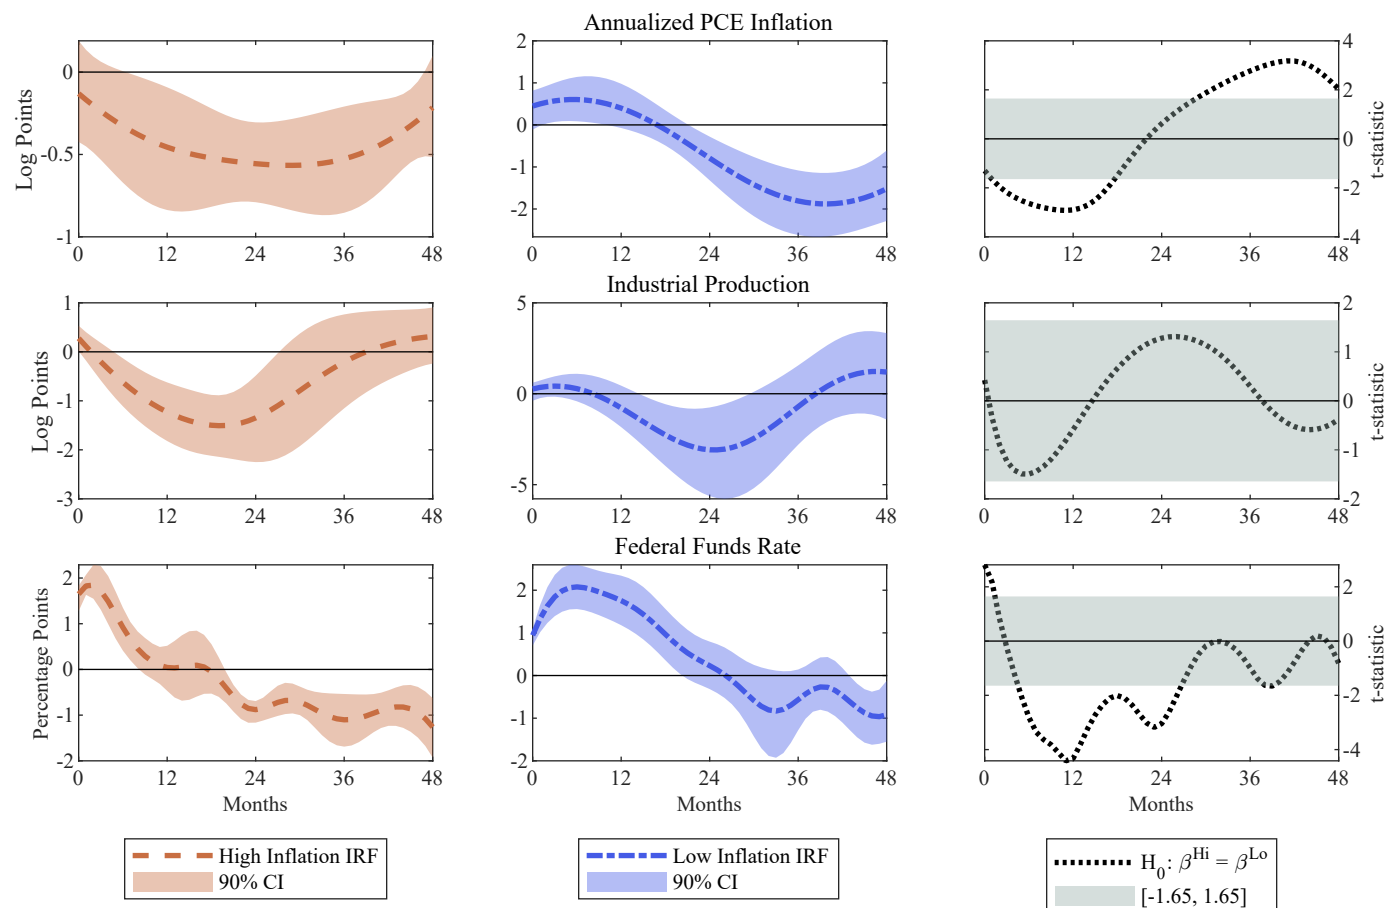 Annualized PCE Inflation
Log Points
0
-0.5
-1
0 12 24 36 48
2
1
0
-1
-2
0 12 24 36 48
4
2
0
-2
-4
t-statistic
0 12 24 36 48
Industrial Production
Log Points
1
0
-1
-2
-3
0 12 24 36 48
5
0
-5
0 12 24 36 48
2
1
0
-1
-2
t-statistic
0 12 24 36 48
Federal Funds Rate
Percentage Points
2
1
0
-1
-2
0 12 24 36 48
Months
2
1
0
-1
-2
0 12 24 36 48
Months
2
0
-2
-4
t-statistic
0 12 24 36 48
Months
High Inflation IRF
90% CI
Low Inflation IRF
90% CI
H₀: βᴴⁱ = βᴸᵒ
[-1.65, 1.65]